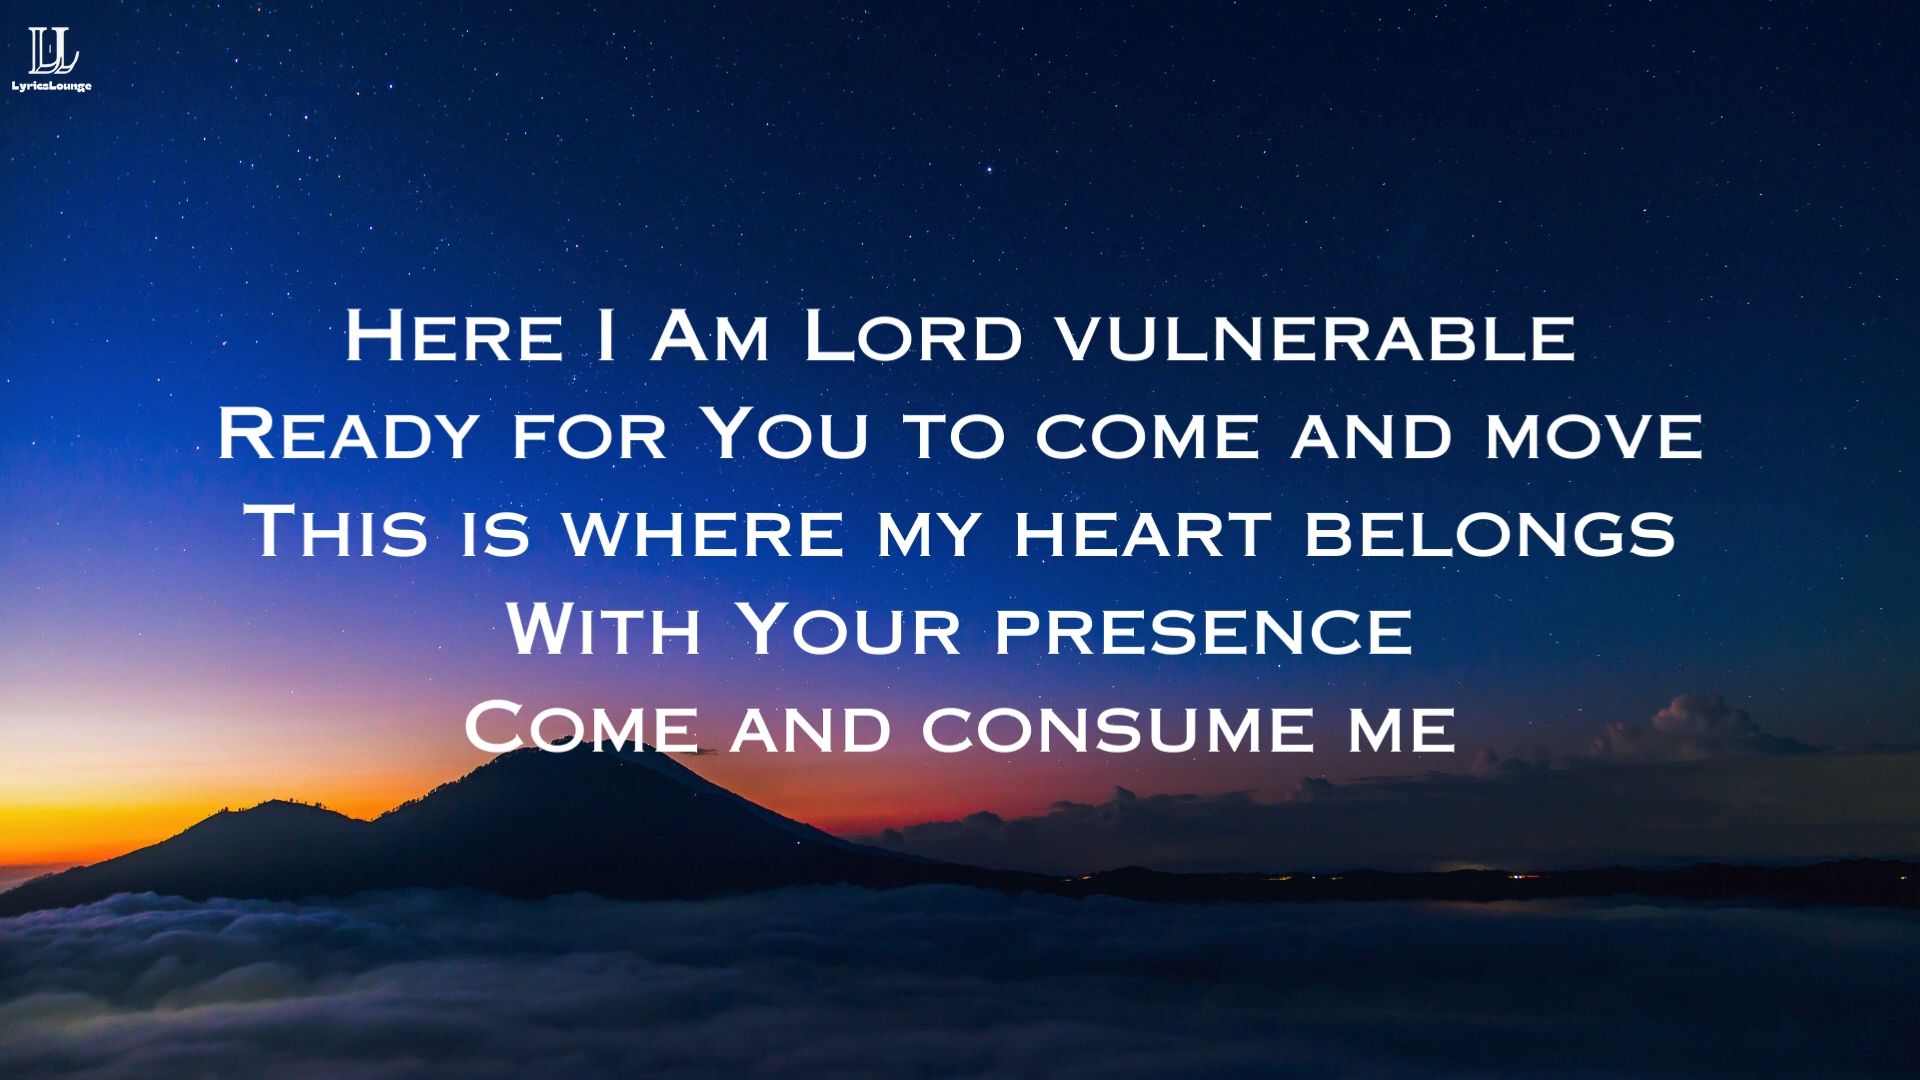 LL
LyricsLounge
Here I Am Lord vulnerable
Ready for You to come and move
This is where my heart belongs
With Your presence
Come and consume me